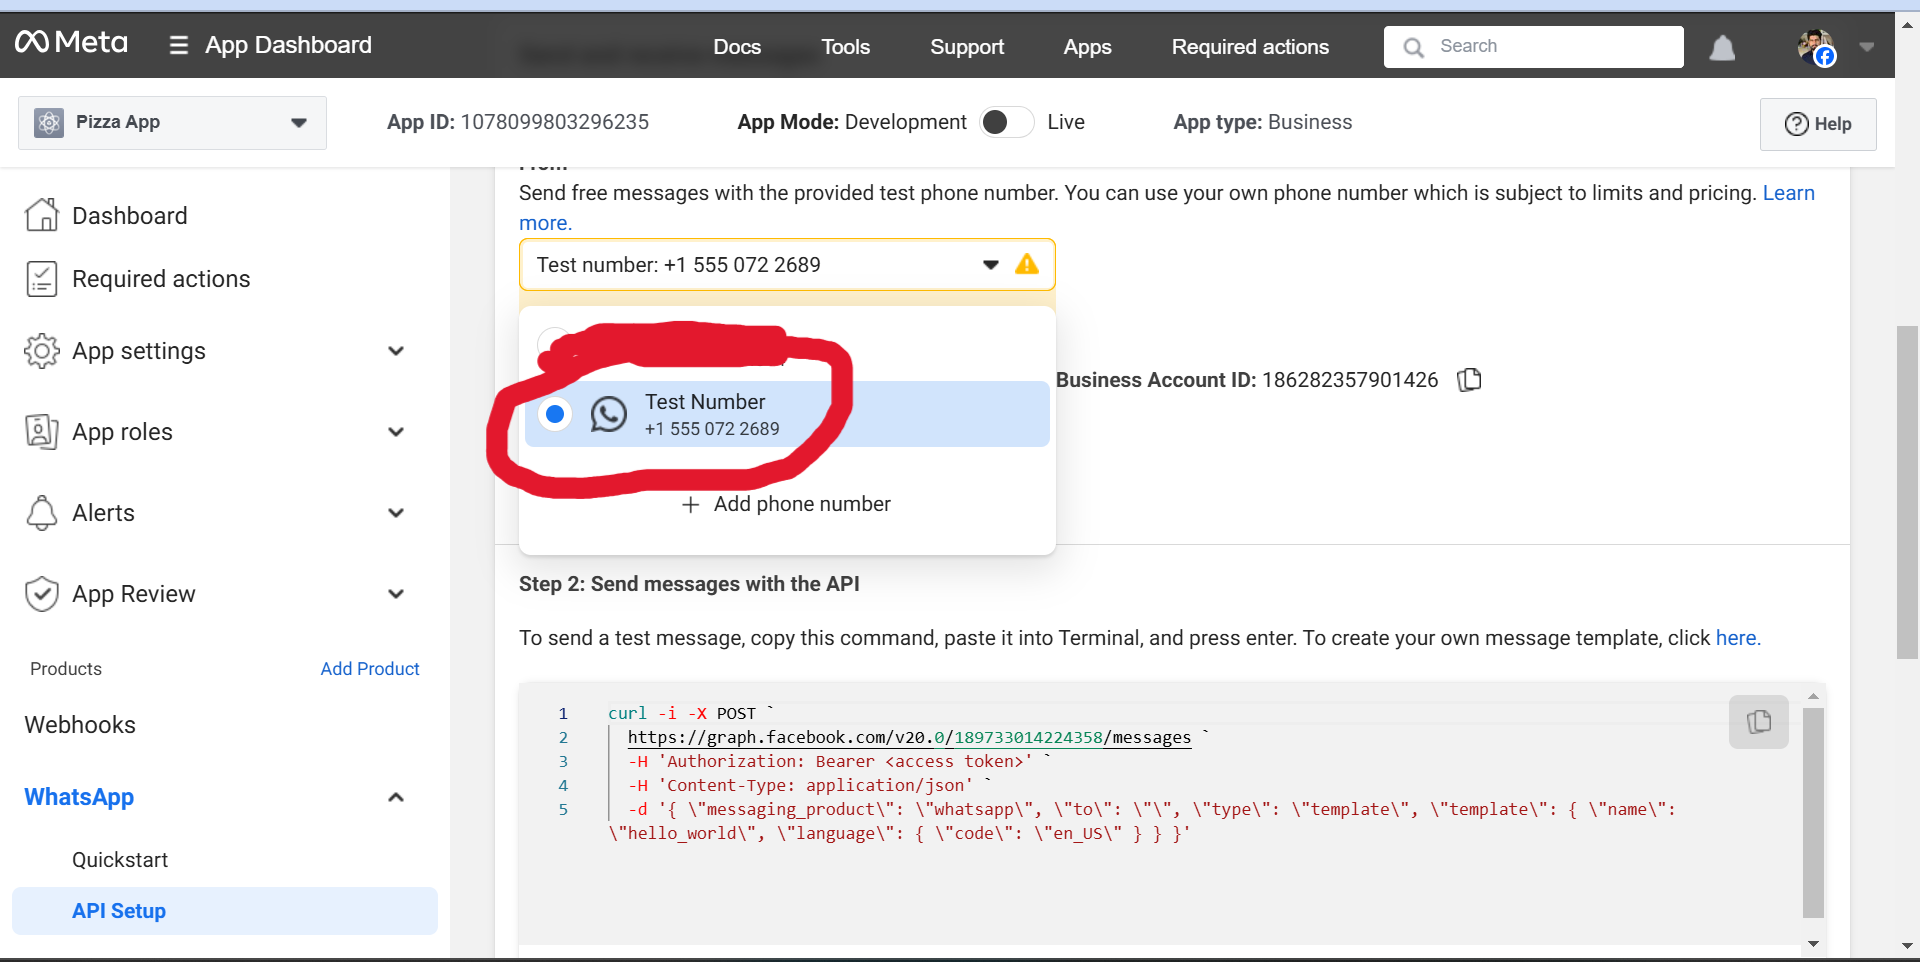 Meta
App Dashboard
Docs
Tools
Support
Apps
Required actions
Search
Pizza App
App ID: 1078099803296235
App Mode: Development
Live
App type: Business
Help
Dashboard
Required actions
App settings
App roles
Alerts
App Review
Products
Add Product
Webhooks
WhatsApp
Quickstart
API Setup
From
Send free messages with the provided test phone number. You can use your own phone number which is subject to limits and pricing. Learn
more.
Test number: +1 555 072 2689
Test Number
+1 555 072 2689
Add phone number
Business Account ID: 186282357901426
Step 2: Send messages with the API
To send a test message, copy this command, paste it into Terminal, and press enter. To create your own message template, click here.
1 curl -i -X POST `
2 https://graph.facebook.com/v20.0/189733014224358/messages `
3 -H 'Authorization: Bearer <access token>' `
4 -H 'Content-Type: application/json' `
5 -d '{ \"messaging_product\": \"whatsapp\", \"to\": \"\", \"type\": \"template\", \"template\": { \"name\":
\"hello_world\", \"language\": { \"code\": \"en_US\" } } }'